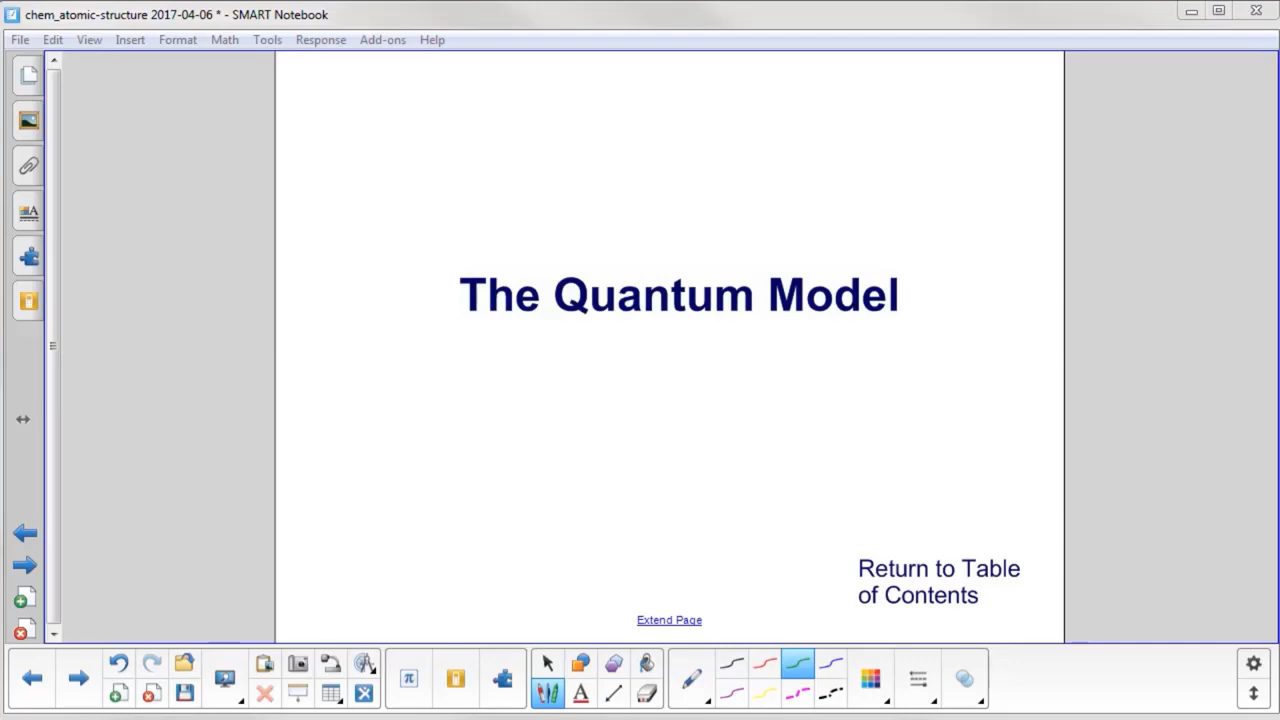 chem_atomic-structure 2017-04-06 * - SMART Notebook
File Edit View Insert Format Math Tools Response Add-ons Help
The Quantum Model
Return to Table
of Contents
Extend Page